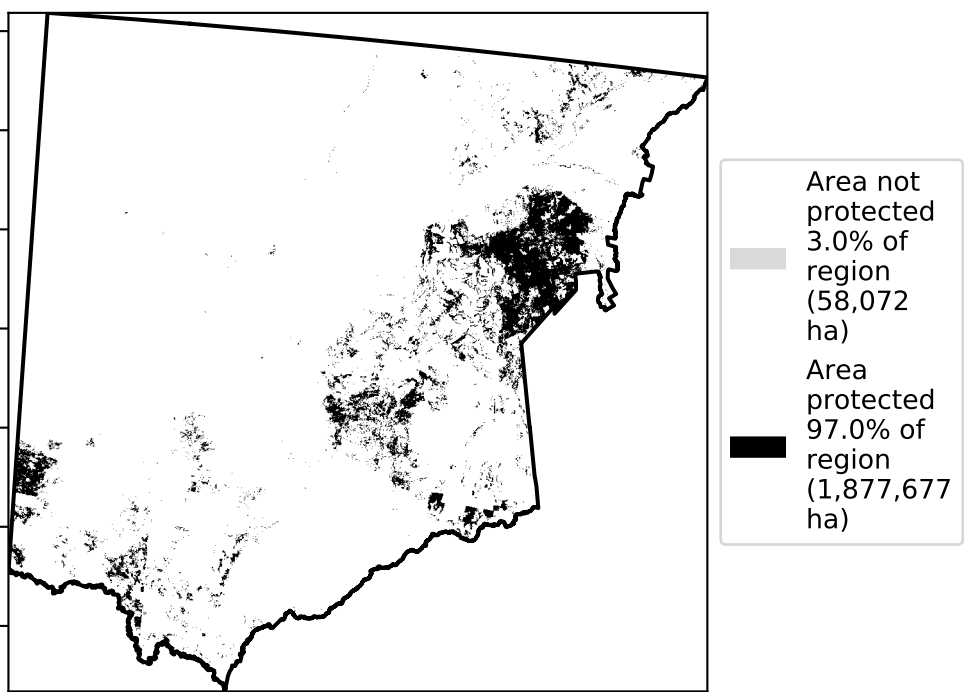 Area not
protected
3.0% of
region
(58,072
ha)
Area
protected
97.0% of
region
(1,877,677
ha)